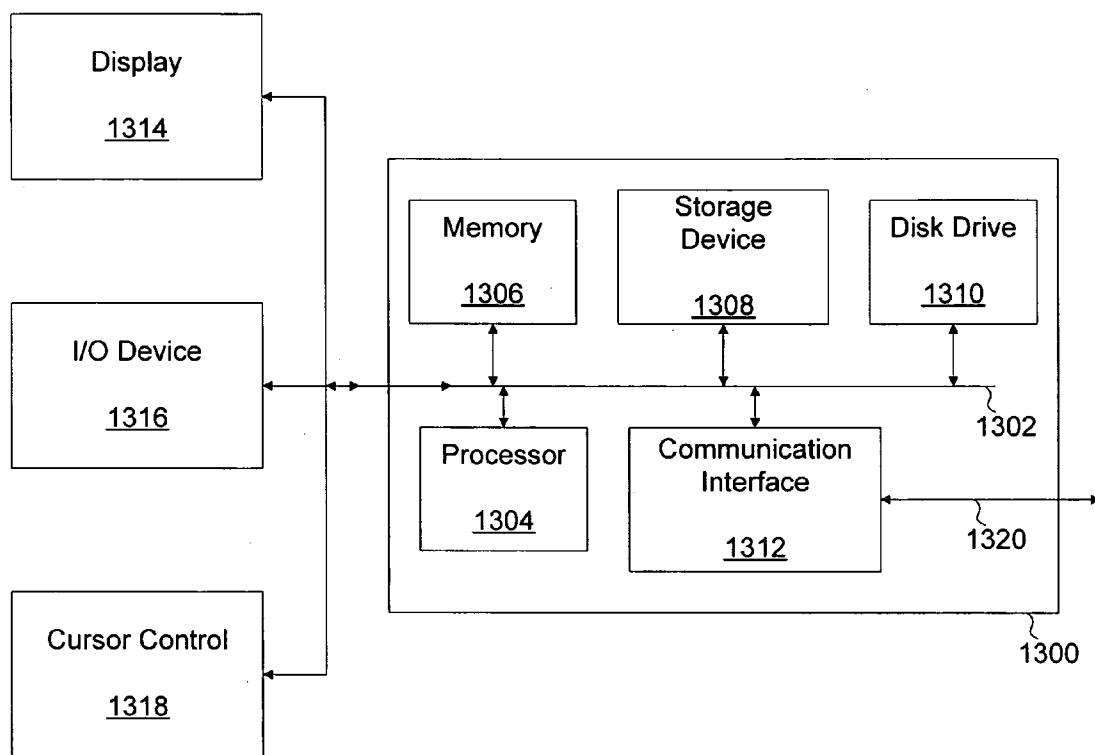 Display
1314
I/O Device
1316
Cursor Control
1318
Memory
1306
Storage
Device
1308
Disk Drive
1310
1302
Processor
1304
Communication
Interface
1312
1320
1300